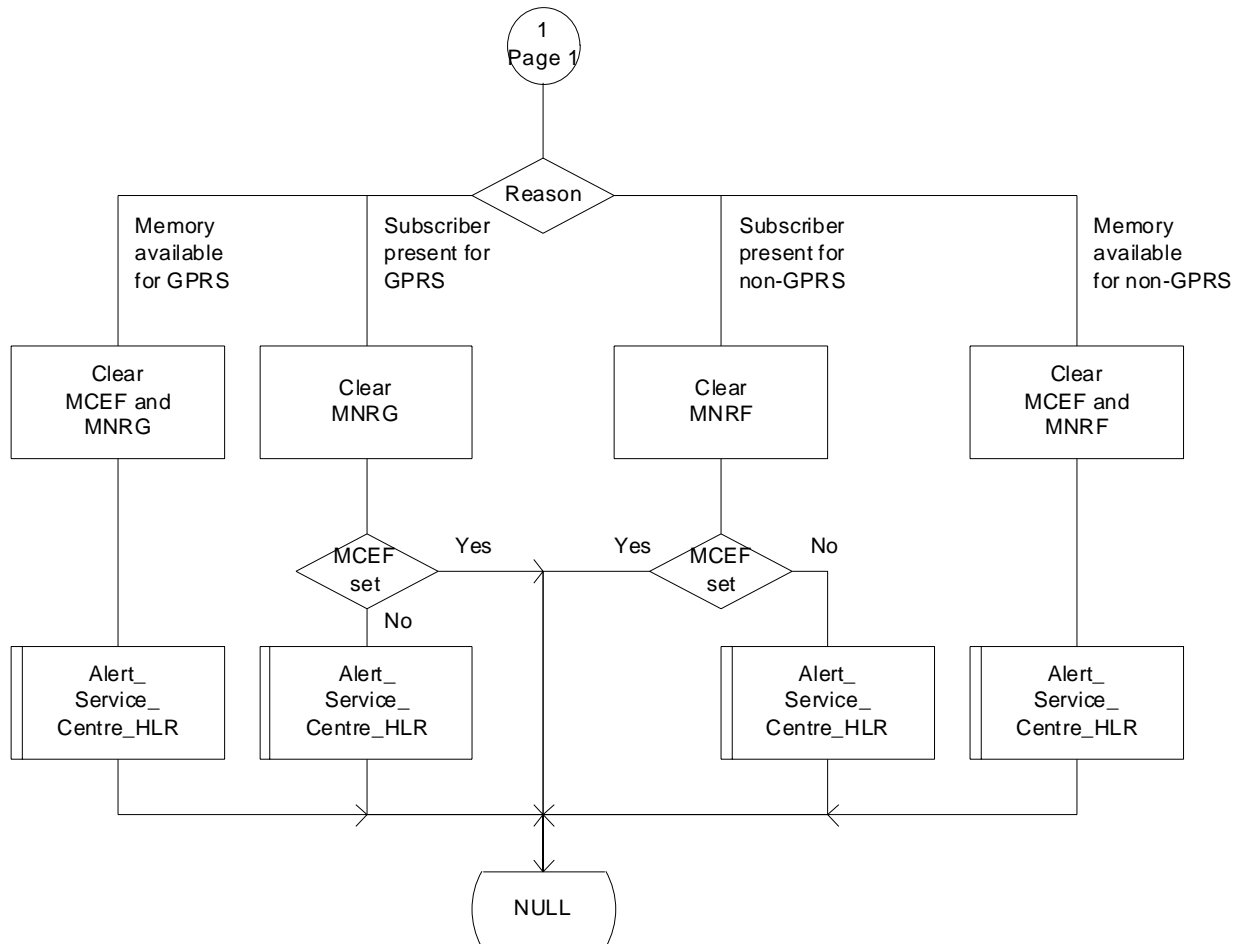 1
Page 1
Reason
Memory
available
for GPRS
Subscriber
present for
GPRS
Subscriber
present for
non-GPRS
Memory
available
for non-GPRS
Clear
MCEF and
MNRG
Clear
MNRG
Clear
MNRF
Clear
MCEF and
MNRF
MCEF
set
Yes
No
Yes
MCEF
set
No
Alert_
Service_
Centre_HLR
Alert_
Service_
Centre_HLR
Alert_
Service_
Centre_HLR
Alert_
Service_
Centre_HLR
NULL